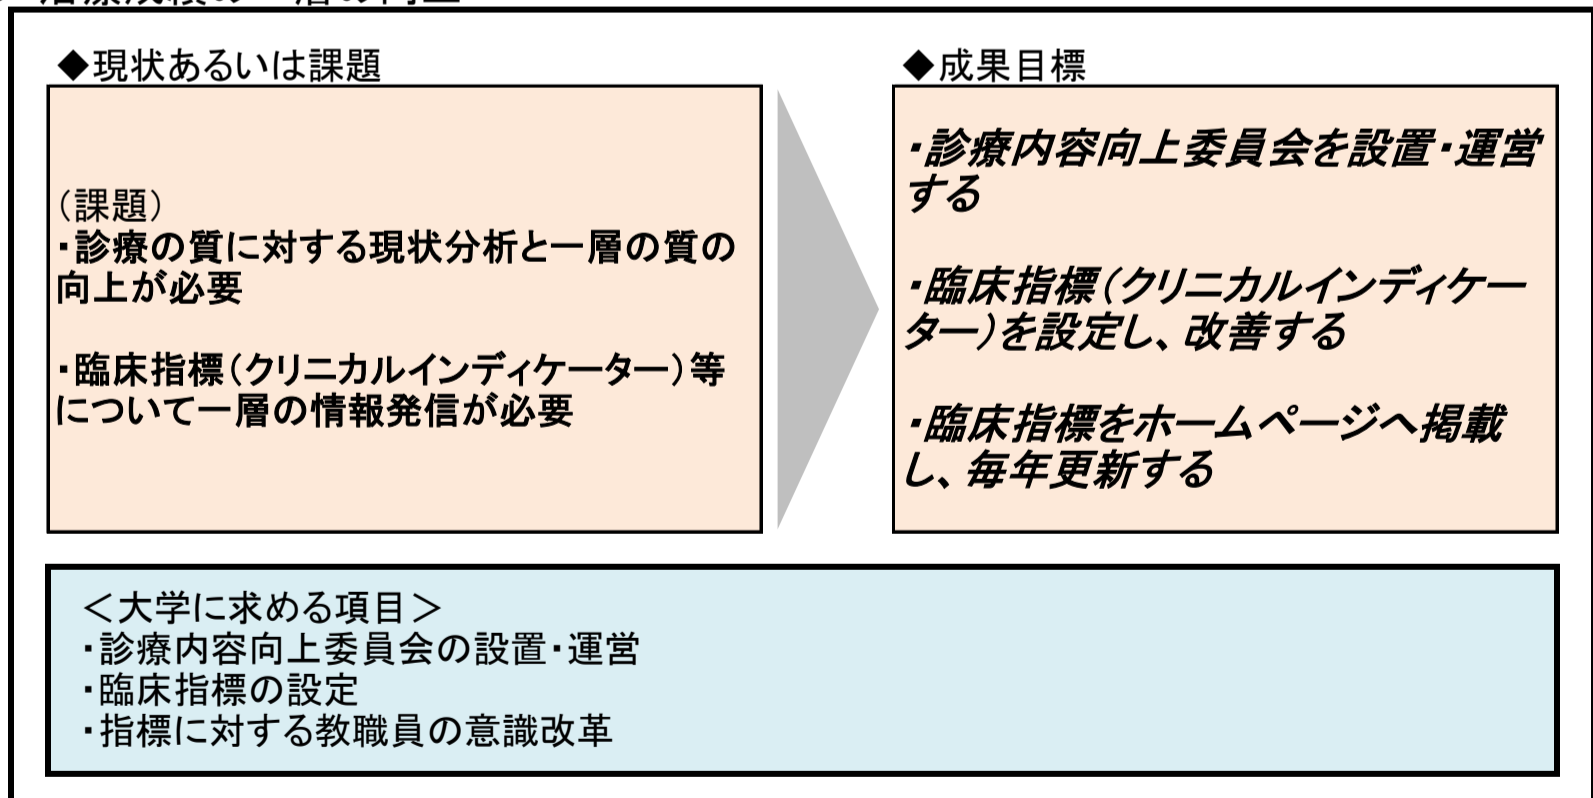 ◆現状あるいは課題
(課題)
・診療の質に対する現状分析と一層の質の
向上が必要
・臨床指標(クリニカルインディケーター)等
について一層の情報発信が必要
◆成果目標
・診療内容向上委員会を設置・運営
する
・臨床指標(クリニカルインディケー
ター)を設定し、改善する
・臨床指標をホームページへ掲載
し、毎年更新する
＜大学に求める項目＞
・診療内容向上委員会の設置・運営
・臨床指標の設定
・指標に対する教職員の意識改革